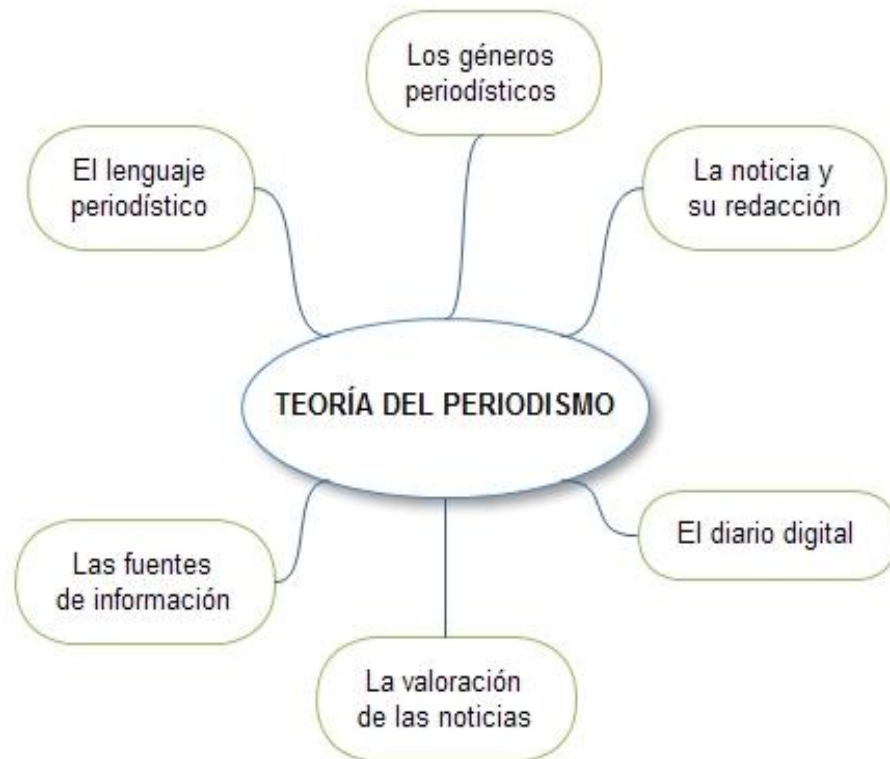 Los géneros
periodísticos
El lenguaje
periodístico
La noticia y
su redacción
TEORÍA DEL PERIODISMO
El diario digital
Las fuentes
de información
La valoración
de las noticias